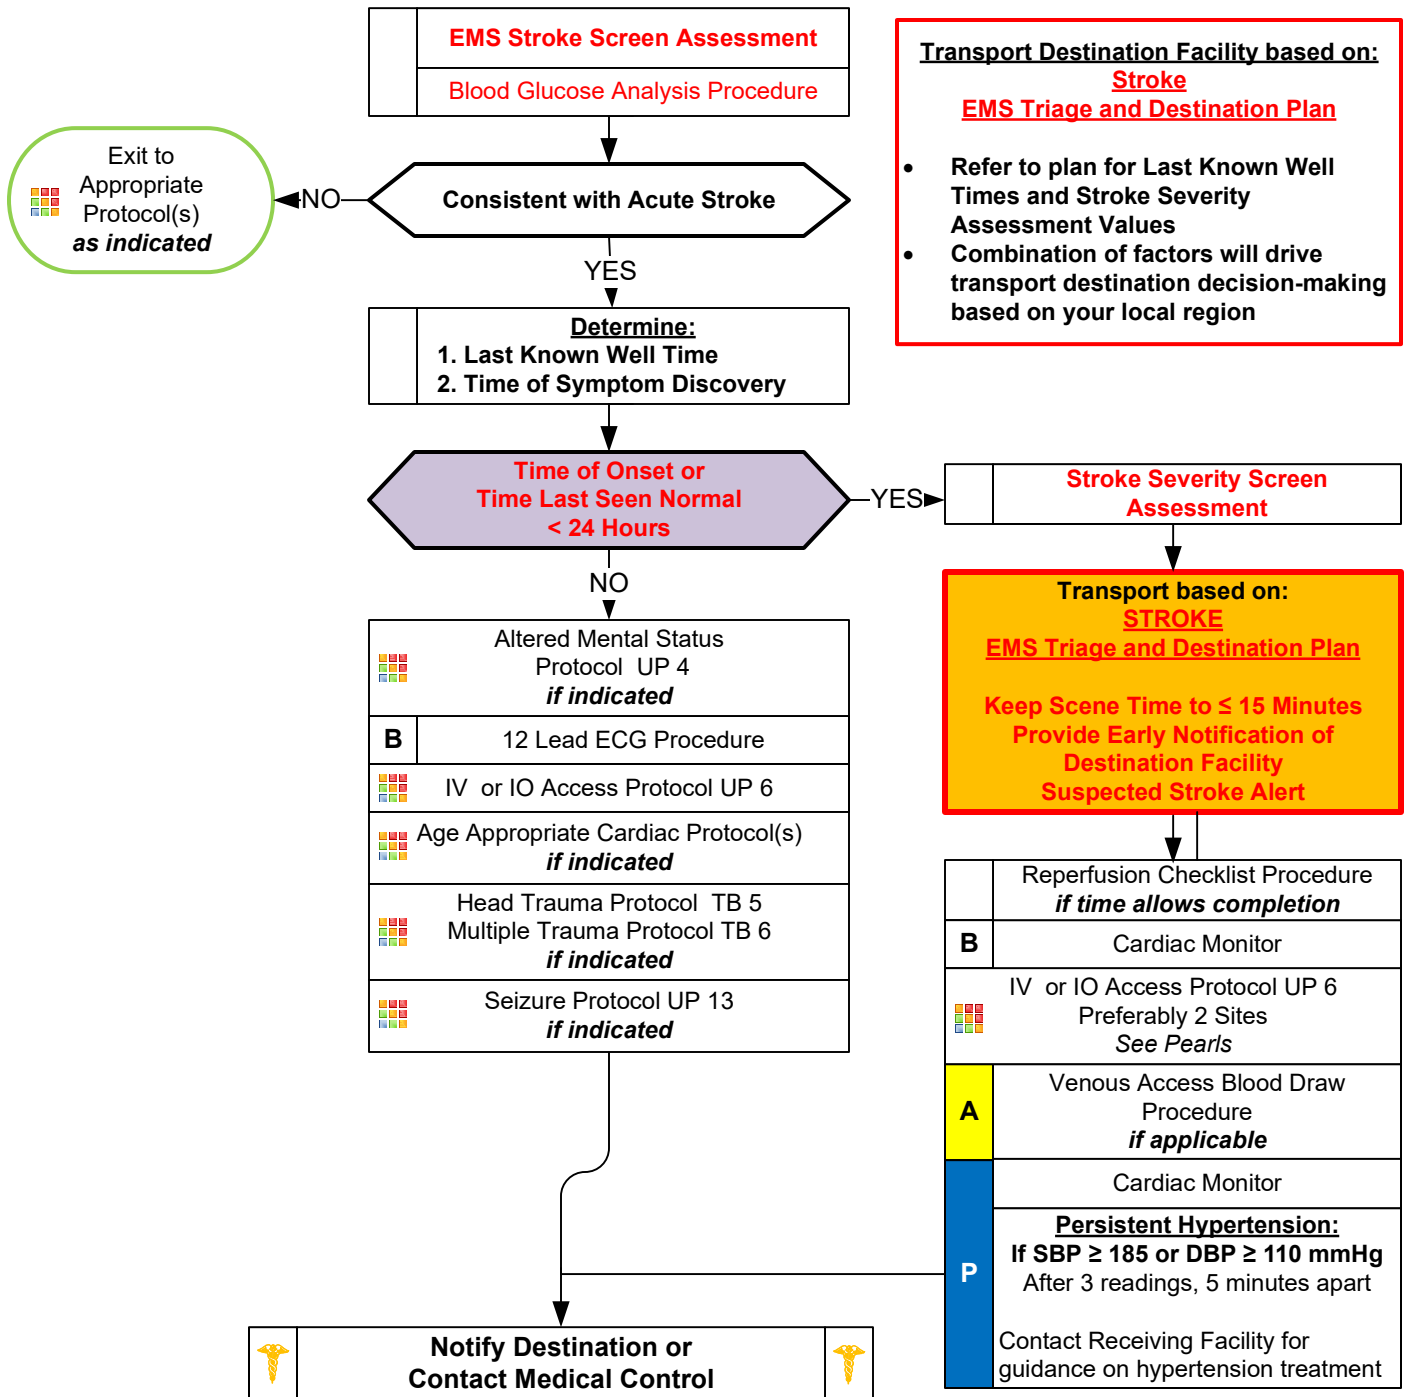 EMS Stroke Screen Assessment
Blood Glucose Analysis Procedure
Transport Destination Facility based on:
Stroke
EMS Triage and Destination Plan
• Refer to plan for Last Known Well
Times and Stroke Severity
Assessment Values
• Combination of factors will drive
transport destination decision-making
based on your local region
Exit to
Appropriate
Protocol(s)
as indicated
NO
Consistent with Acute Stroke
YES
Determine:
1. Last Known Well Time
2. Time of Symptom Discovery
Time of Onset or
Time Last Seen Normal
< 24 Hours
YES
Stroke Severity Screen
Assessment
NO
Transport based on:
STROKE
EMS Triage and Destination Plan
Keep Scene Time to ≤ 15 Minutes
Provide Early Notification of
Destination Facility
Suspected Stroke Alert
Altered Mental Status
Protocol UP 4
if indicated
B 12 Lead ECG Procedure
IV or IO Access Protocol UP 6
Age Appropriate Cardiac Protocol(s)
if indicated
Head Trauma Protocol TB 5
Multiple Trauma Protocol TB 6
if indicated
Seizure Protocol UP 13
if indicated
Reperfusion Checklist Procedure
if time allows completion
B Cardiac Monitor
IV or IO Access Protocol UP 6
Preferably 2 Sites
See Pearls
A
Venous Access Blood Draw
Procedure
if applicable
P
Cardiac Monitor
Persistent Hypertension:
If SBP ≥ 185 or DBP ≥ 110 mmHg
After 3 readings, 5 minutes apart
Contact Receiving Facility for
guidance on hypertension treatment
Notify Destination or
Contact Medical Control